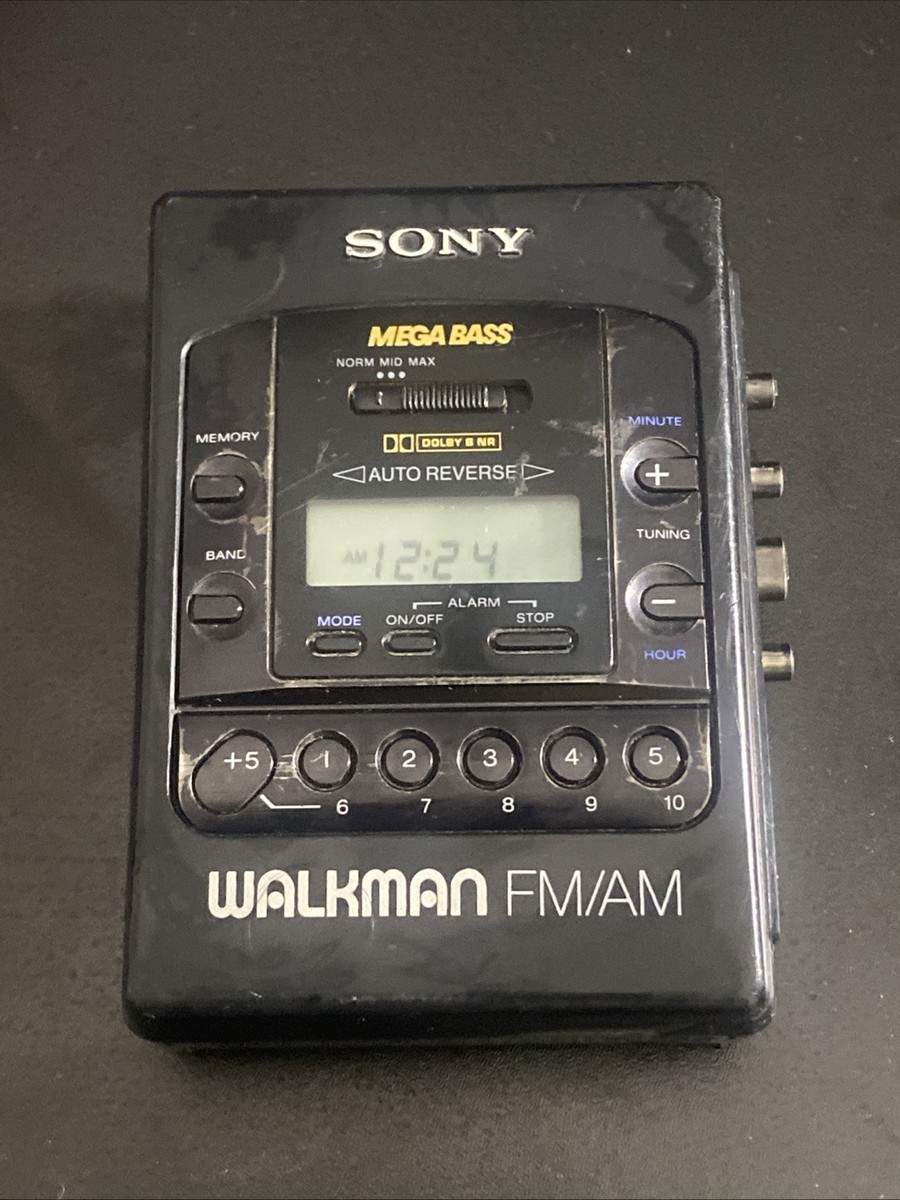 SONY
MEGA BASS
NORM MID MAX
DOLBY B NR
AUTO REVERSE
MEMORY
MINUTE
+
BAND
TUNING
AM 12:24
−
ALARM
MODE ON/OFF STOP
HOUR
+5 1 2 3 4 5
6 7 8 9 10
WALKMAN FM/AM